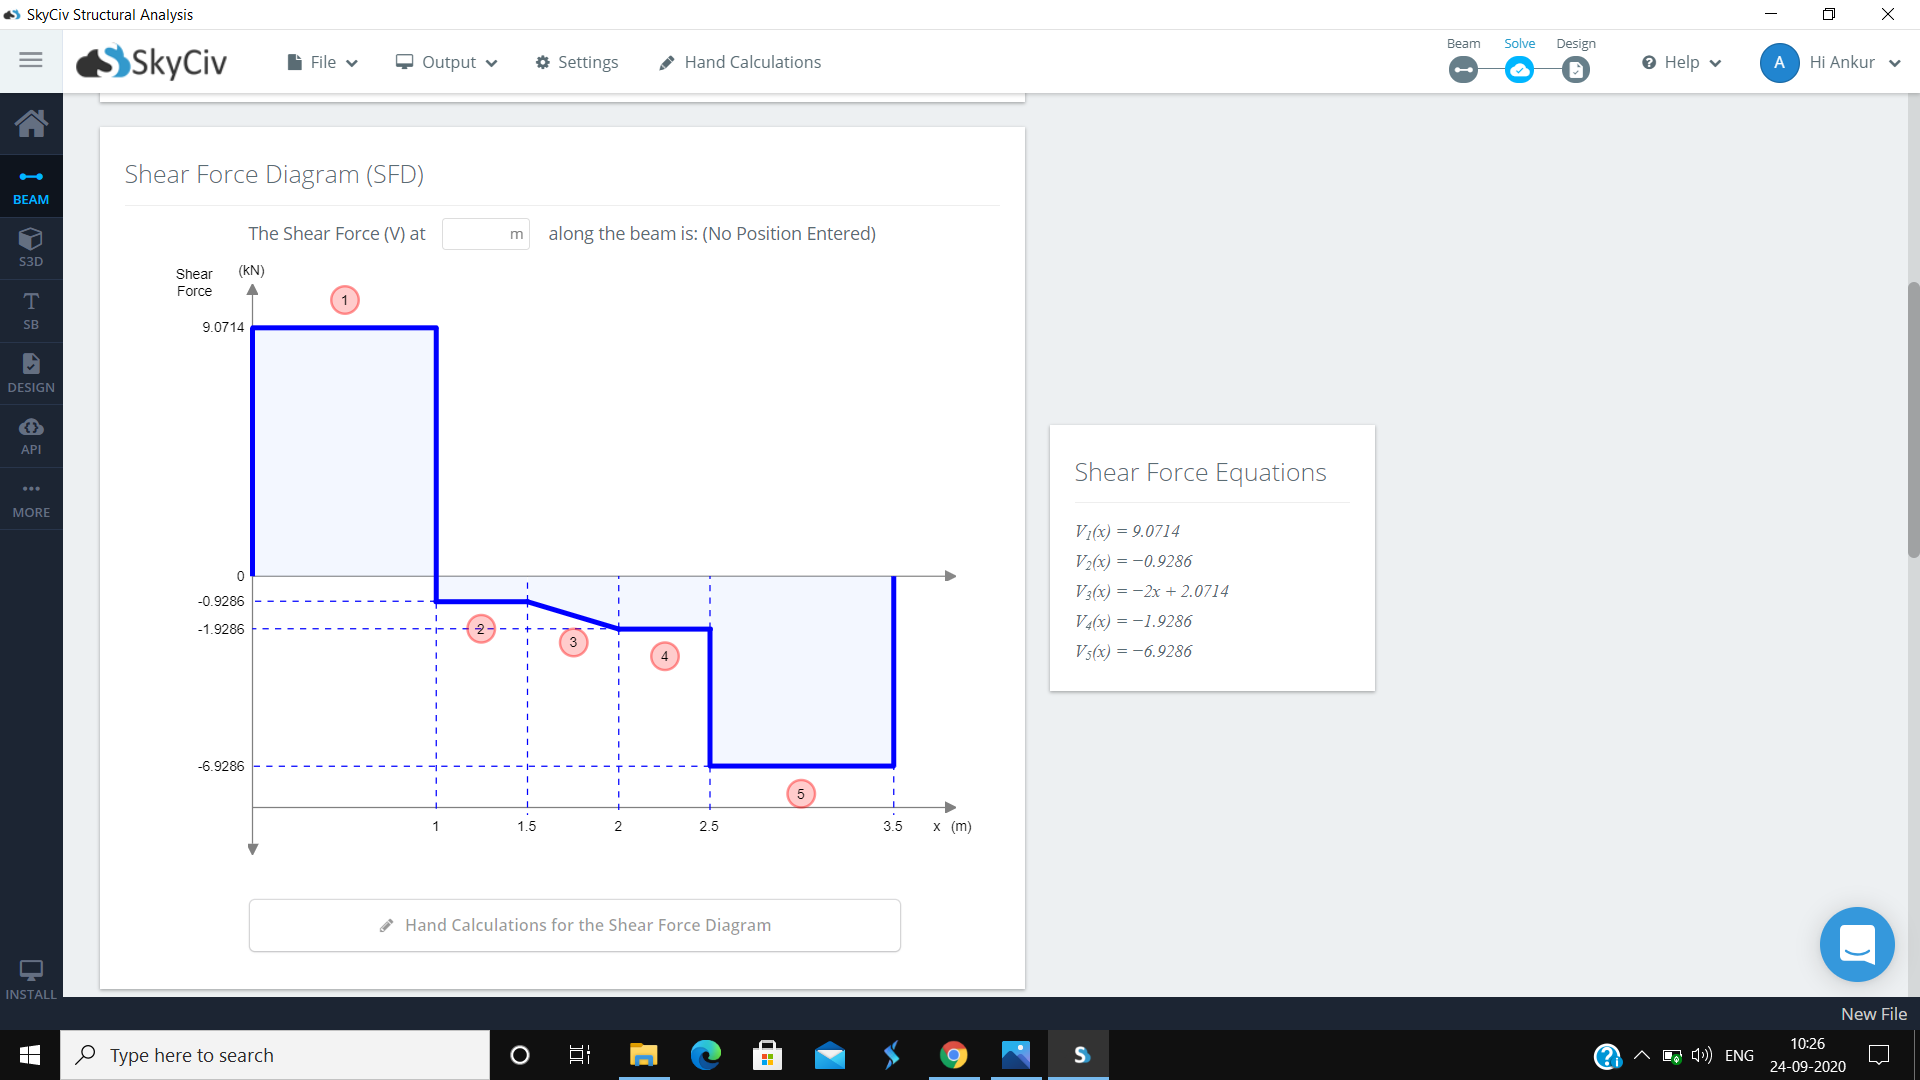 SkyCiv Structural Analysis
SkyCiv
File
Output
Settings
Hand Calculations
Beam
Solve
Design
Help
A
Hi Ankur
BEAM
S3D
T
SB
DESIGN
API
MORE
INSTALL
Shear Force Diagram (SFD)
The Shear Force (V) at m along the beam is: (No Position Entered)
Shear Force
(kN)
1
9.0714
0
-0.9286
-1.9286
2
3
4
-6.9286
5
1
1.5
2
2.5
3.5
x (m)
Hand Calculations for the Shear Force Diagram
Shear Force Equations
V₁(x) = 9.0714
V₂(x) = −0.9286
V₃(x) = −2x + 2.0714
V₄(x) = −1.9286
V₅(x) = −6.9286
New File
Type here to search
ENG
10:26
24-09-2020